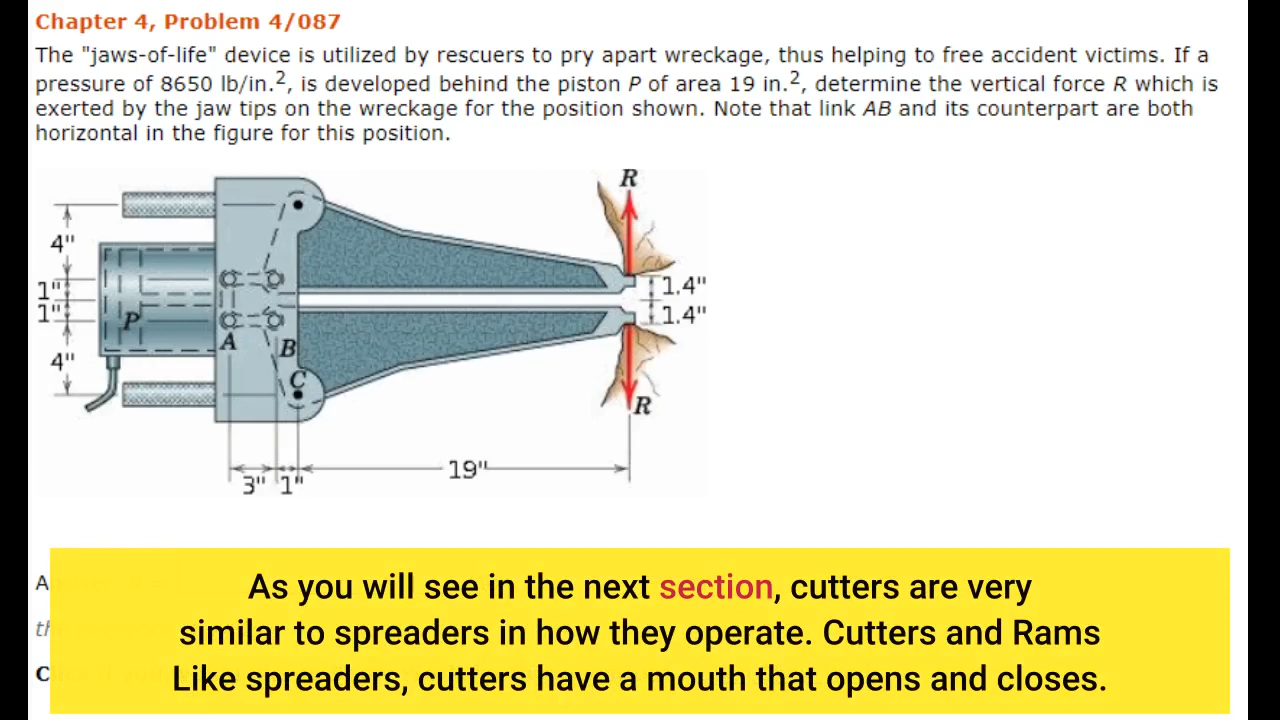 Chapter 4, Problem 4/087
The "jaws-of-life" device is utilized by rescuers to pry apart wreckage, thus helping to free accident victims. If a
pressure of 8650 lb/in.², is developed behind the piston P of area 19 in.², determine the vertical force R which is
exerted by the jaw tips on the wreckage for the position shown. Note that link AB and its counterpart are both
horizontal in the figure for this position.
R
4"
1"
1"
4"
P
A
B
C
1.4"
1.4"
R
3"
1"
19"
As you will see in the next section, cutters are very
similar to spreaders in how they operate. Cutters and Rams
Like spreaders, cutters have a mouth that opens and closes.